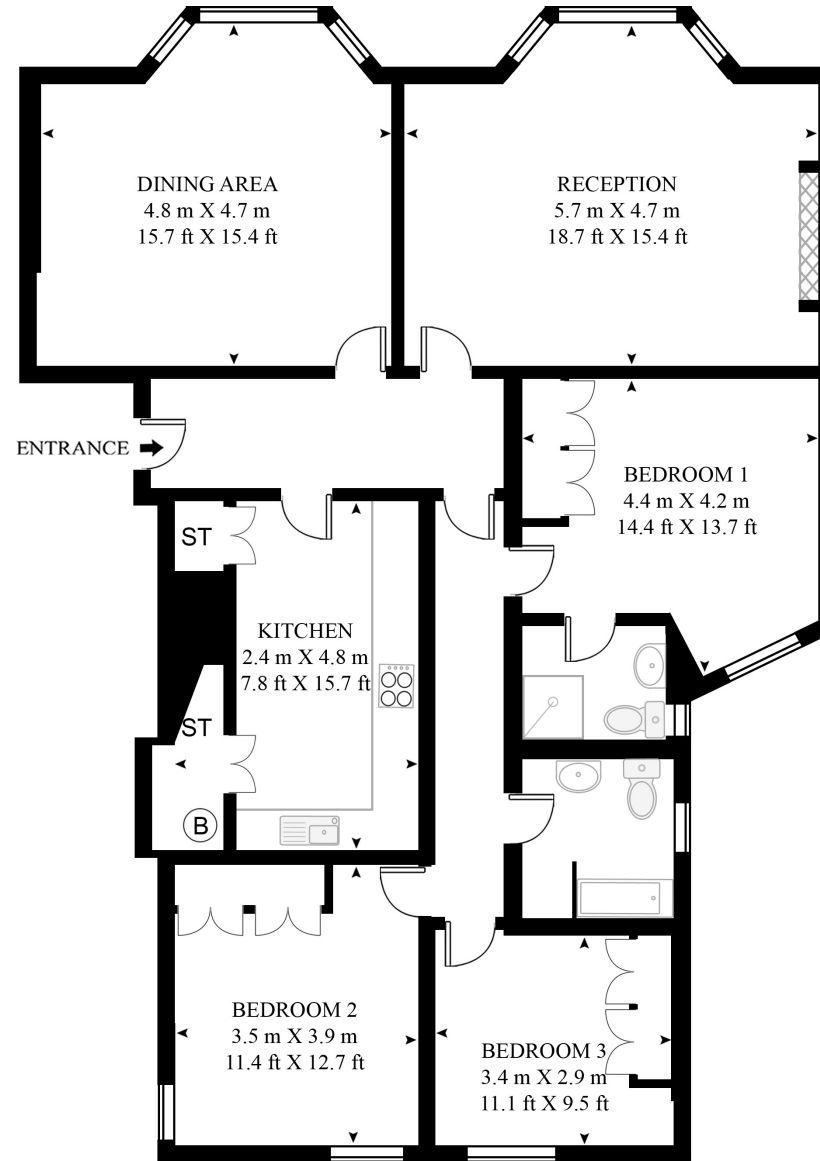 DINING AREA
4.8 m X 4.7 m
15.7 ft X 15.4 ft
RECEPTION
5.7 m X 4.7 m
18.7 ft X 15.4 ft
ENTRANCE
BEDROOM 1
4.4 m X 4.2 m
14.4 ft X 13.7 ft
ST
KITCHEN
2.4 m X 4.8 m
7.8 ft X 15.7 ft
ST
B
BEDROOM 2
3.5 m X 3.9 m
11.4 ft X 12.7 ft
BEDROOM 3
3.4 m X 2.9 m
11.1 ft X 9.5 ft